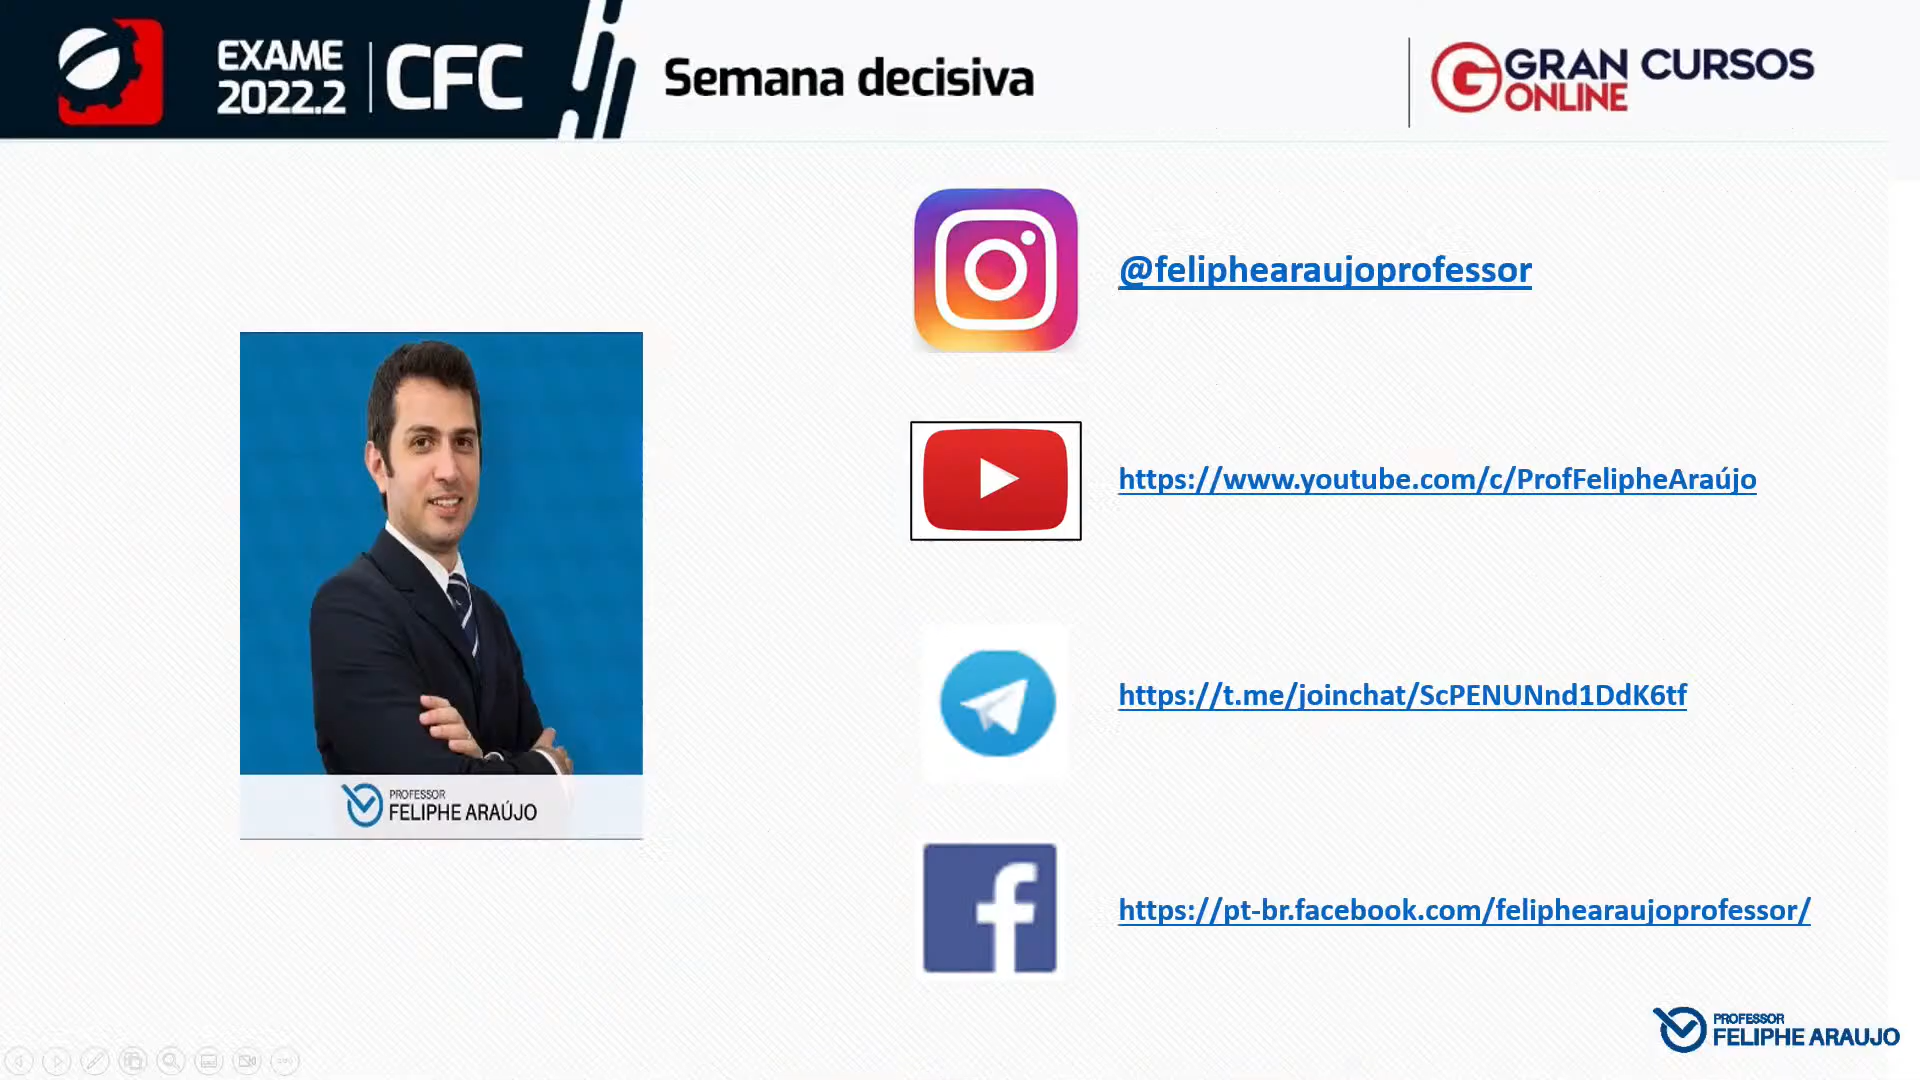 EXAME
2022.2
CFC
Semana decisiva
GRAN CURSOS
ONLINE
@feliphearaujoprofessor
https://www.youtube.com/c/ProfFelipheAraújo
https://t.me/joinchat/ScPENUNnd1DdK6tf
https://pt-br.facebook.com/feliphearaujoprofessor/
PROFESSOR
FELIPHE ARAÚJO
PROFESSOR
FELIPHE ARAUJO